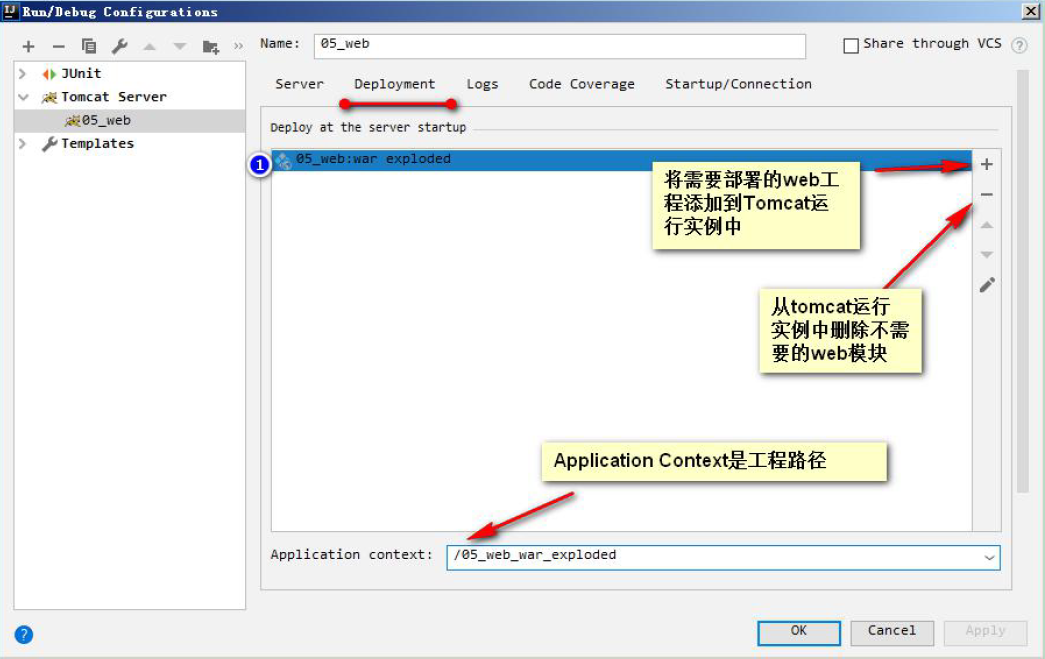 Run/Debug Configurations
Name: 05_web
Share through VCS ?
JUnit
Tomcat Server
05_web
Templates
Server Deployment Logs Code Coverage Startup/Connection
Deploy at the server startup
1 05_web:war exploded
将需要部署的web工
程添加到Tomcat运
行实例中
从tomcat运行
实例中删除不需
要的web模块
Application Context是工程路径
Application context: /05_web_war_exploded
? OK Cancel Apply